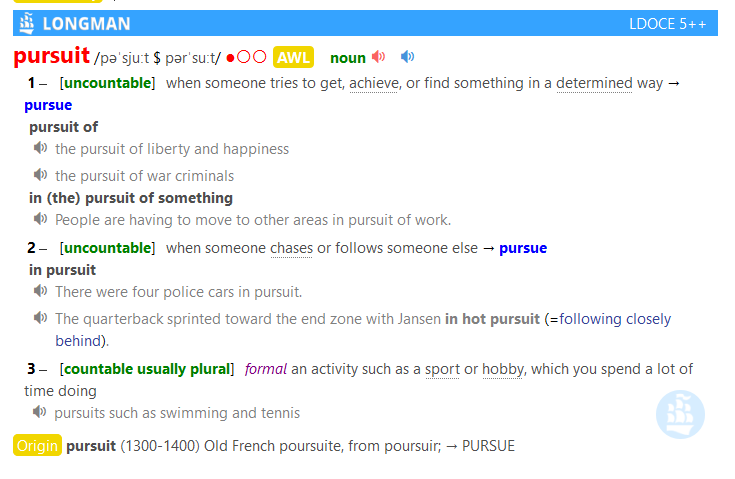 LONGMAN LDOCE 5++
pursuit /pəˈsjuːt $ pərˈsuːt/ ●○○ AWL noun
1 – [uncountable] when someone tries to get, achieve, or find something in a determined way →
pursue
pursuit of
the pursuit of liberty and happiness
the pursuit of war criminals
in (the) pursuit of something
People are having to move to other areas in pursuit of work.
2 – [uncountable] when someone chases or follows someone else → pursue
in pursuit
There were four police cars in pursuit.
The quarterback sprinted toward the end zone with Jansen in hot pursuit (=following closely
behind).
3 – [countable usually plural] formal an activity such as a sport or hobby, which you spend a lot of
time doing
pursuits such as swimming and tennis
Origin pursuit (1300-1400) Old French poursuite, from poursuir; → PURSUE